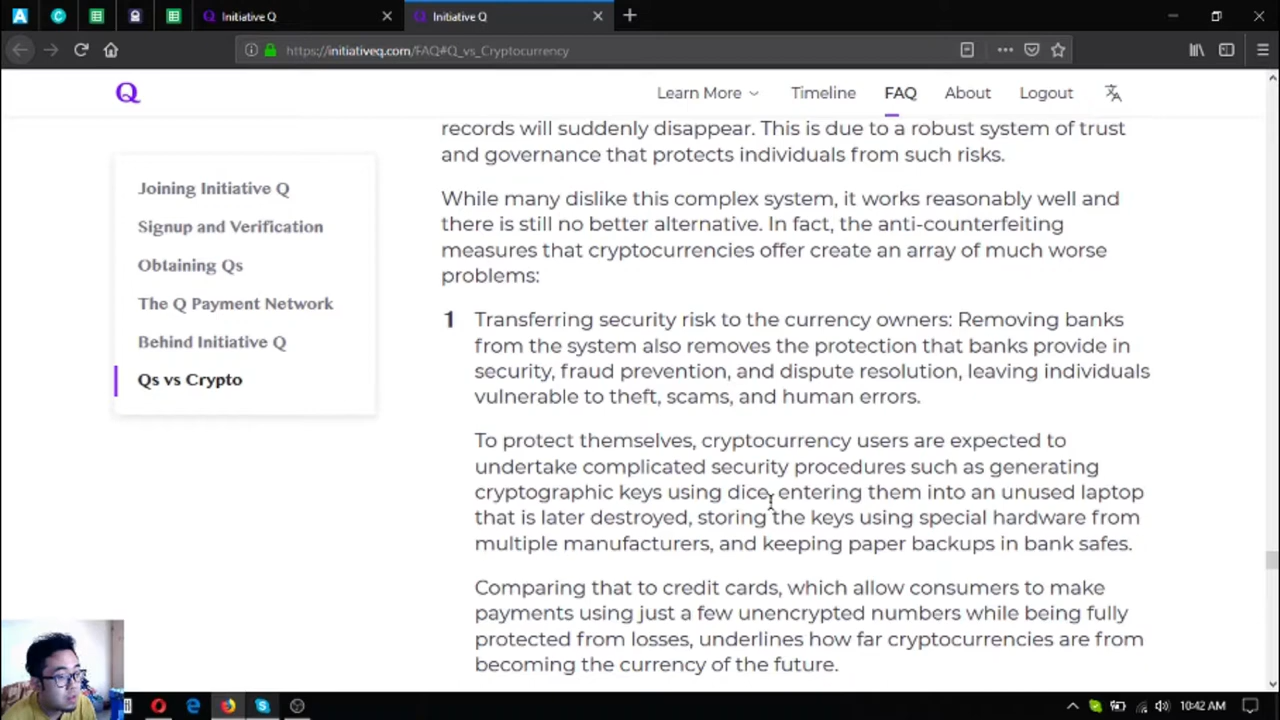 Initiative Q
Initiative Q
https://initiativeq.com/FAQ#Q_vs_Cryptocurrency
Q
Learn More
Timeline
FAQ
About
Logout
Joining Initiative Q
Signup and Verification
Obtaining Qs
The Q Payment Network
Behind Initiative Q
Qs vs Crypto
records will suddenly disappear. This is due to a robust system of trust
and governance that protects individuals from such risks.
While many dislike this complex system, it works reasonably well and
there is still no better alternative. In fact, the anti-counterfeiting
measures that cryptocurrencies offer create an array of much worse
problems:
1 Transferring security risk to the currency owners: Removing banks
from the system also removes the protection that banks provide in
security, fraud prevention, and dispute resolution, leaving individuals
vulnerable to theft, scams, and human errors.
To protect themselves, cryptocurrency users are expected to
undertake complicated security procedures such as generating
cryptographic keys using dice, entering them into an unused laptop
that is later destroyed, storing the keys using special hardware from
multiple manufacturers, and keeping paper backups in bank safes.
Comparing that to credit cards, which allow consumers to make
payments using just a few unencrypted numbers while being fully
protected from losses, underlines how far cryptocurrencies are from
becoming the currency of the future.
10:42 AM